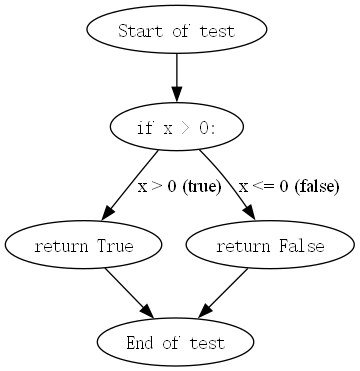 Start of test
if x > 0:
x > 0 (true)
x <= 0 (false)
return True
return False
End of test